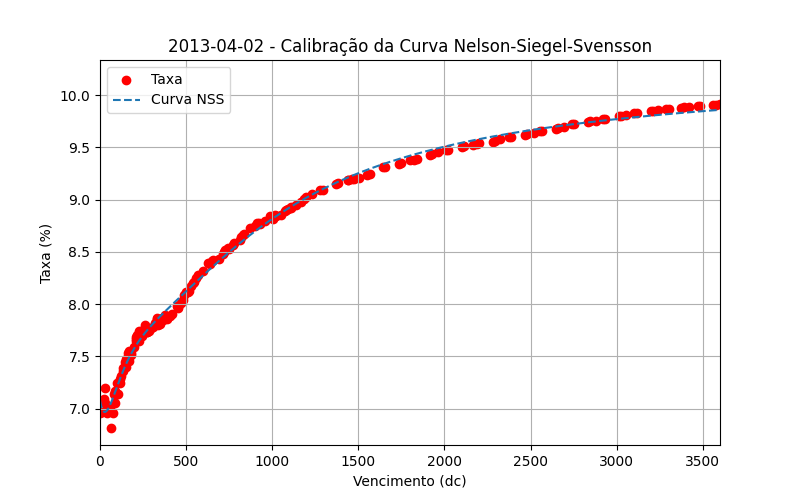 2013-04-02 - Calibração da Curva Nelson-Siegel-Svensson
Taxa
Curva NSS
Taxa (%)
10.0
9.5
9.0
8.5
8.0
7.5
7.0
0 500 1000 1500 2000 2500 3000 3500
Vencimento (dc)